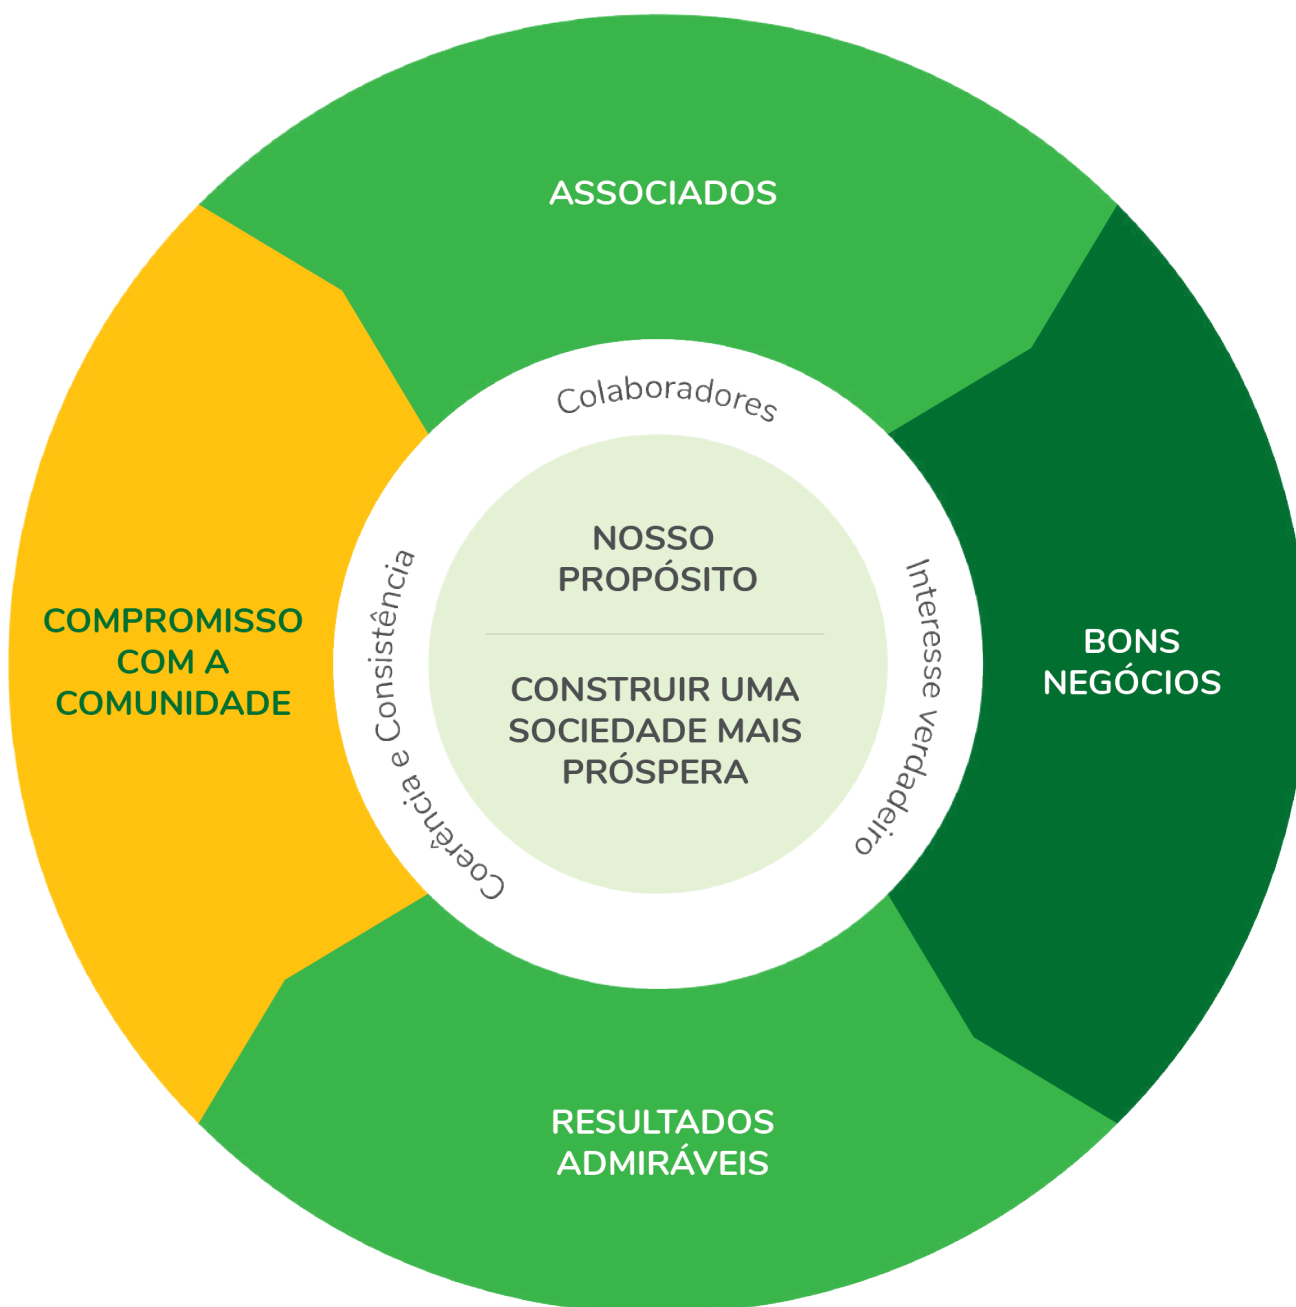 ASSOCIADOS
Colaboradores
NOSSO
PROPÓSITO
CONSTRUIR UMA
SOCIEDADE MAIS
PRÓSPERA
Coerência e Consistência
Interesse verdadeiro
COMPROMISSO
COM A
COMUNIDADE
BONS
NEGÓCIOS
RESULTADOS
ADMIRÁVEIS